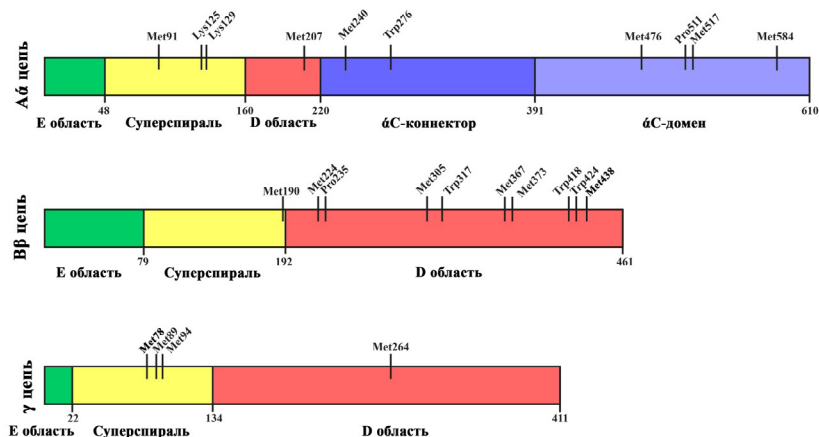 Met91
Lys125
Lys129
Met207
Met240
Trp276
Met476
Pro511
Met517
Met584
Aά цепь
48
160
220
391
610
E область
Суперспираль
D область
άC-коннектор
άC-домен
Met190
Met224
Pro235
Met305
Trp317
Met367
Met373
Trp418
Trp424
Met438
Bβ цепь
79
192
461
E область
Суперспираль
D область
Met78
Met89
Met94
Met264
γ цепь
22
134
411
E область
Суперспираль
D область